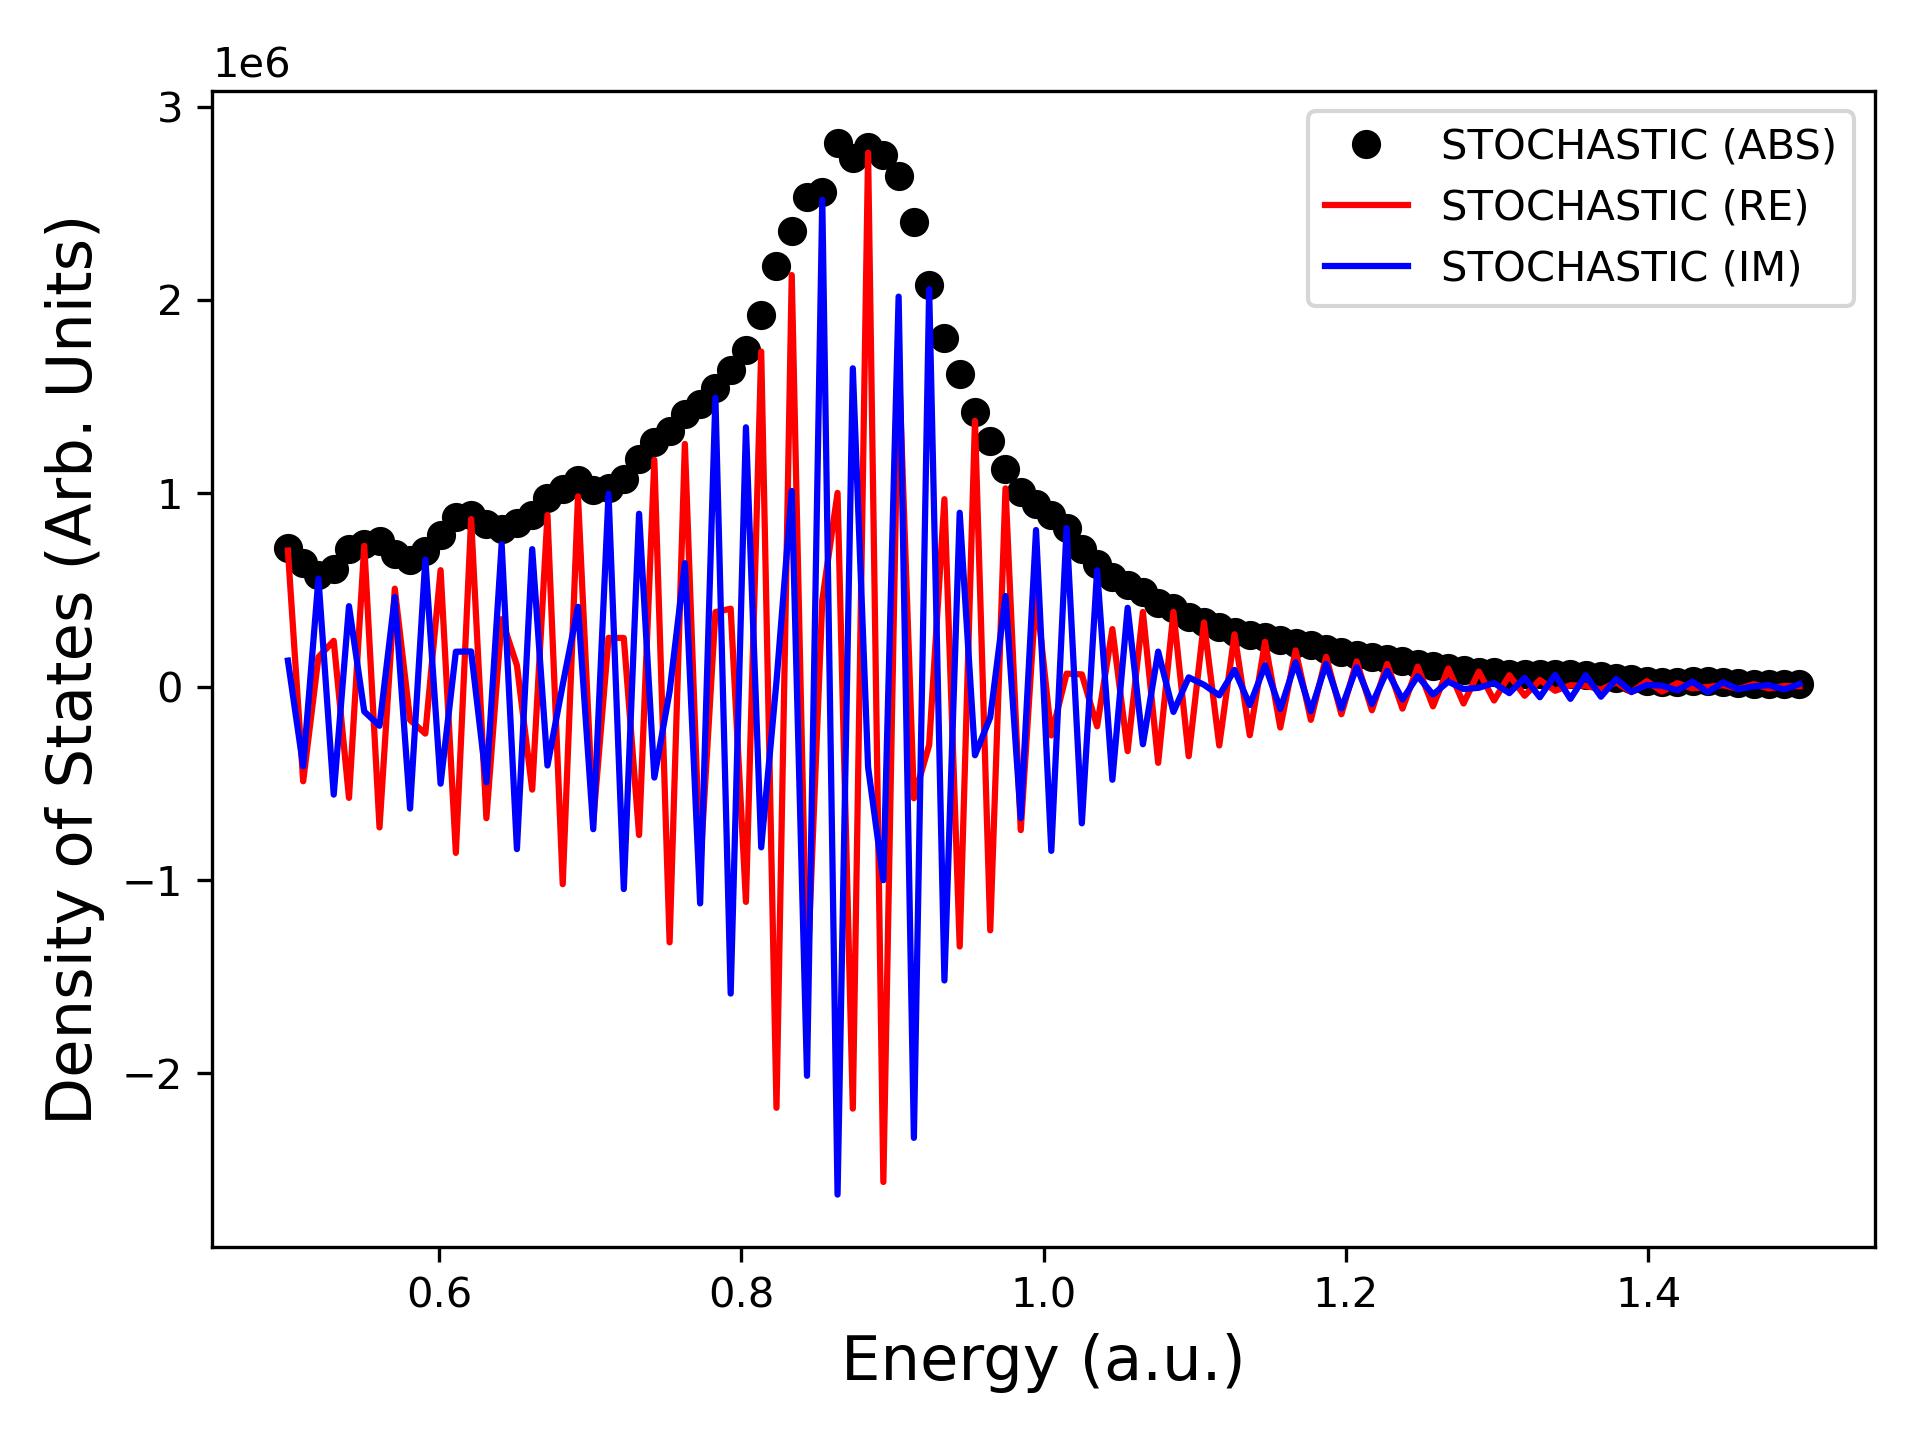 1e6
3
2
1
0
−1
−2
Density of States (Arb. Units)
STOCHASTIC (ABS)
STOCHASTIC (RE)
STOCHASTIC (IM)
0.6 0.8 1.0 1.2 1.4
Energy (a.u.)